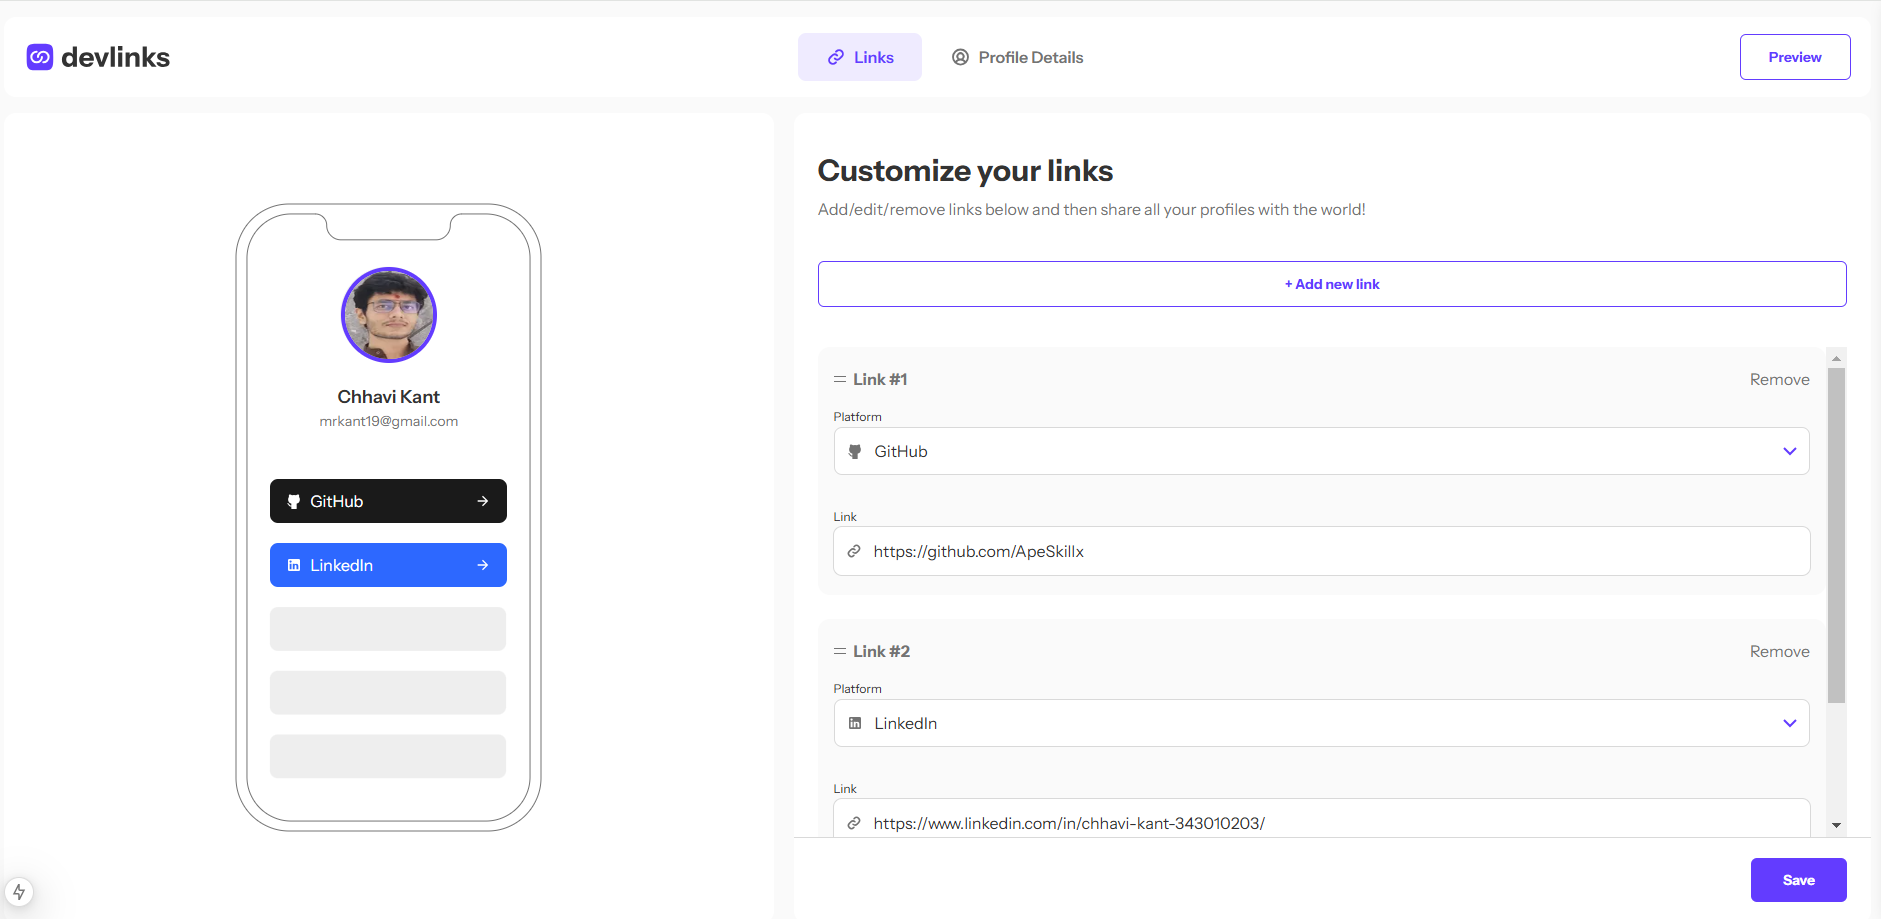 devlinks
Links
Profile Details
Preview
Chhavi Kant
mrkant19@gmail.com
GitHub
LinkedIn
Customize your links
Add/edit/remove links below and then share all your profiles with the world!
+ Add new link
Link #1
Remove
Platform
GitHub
Link
https://github.com/ApeSkillx
Link #2
Remove
Platform
LinkedIn
Link
https://www.linkedin.com/in/chhavi-kant-343010203/
Save